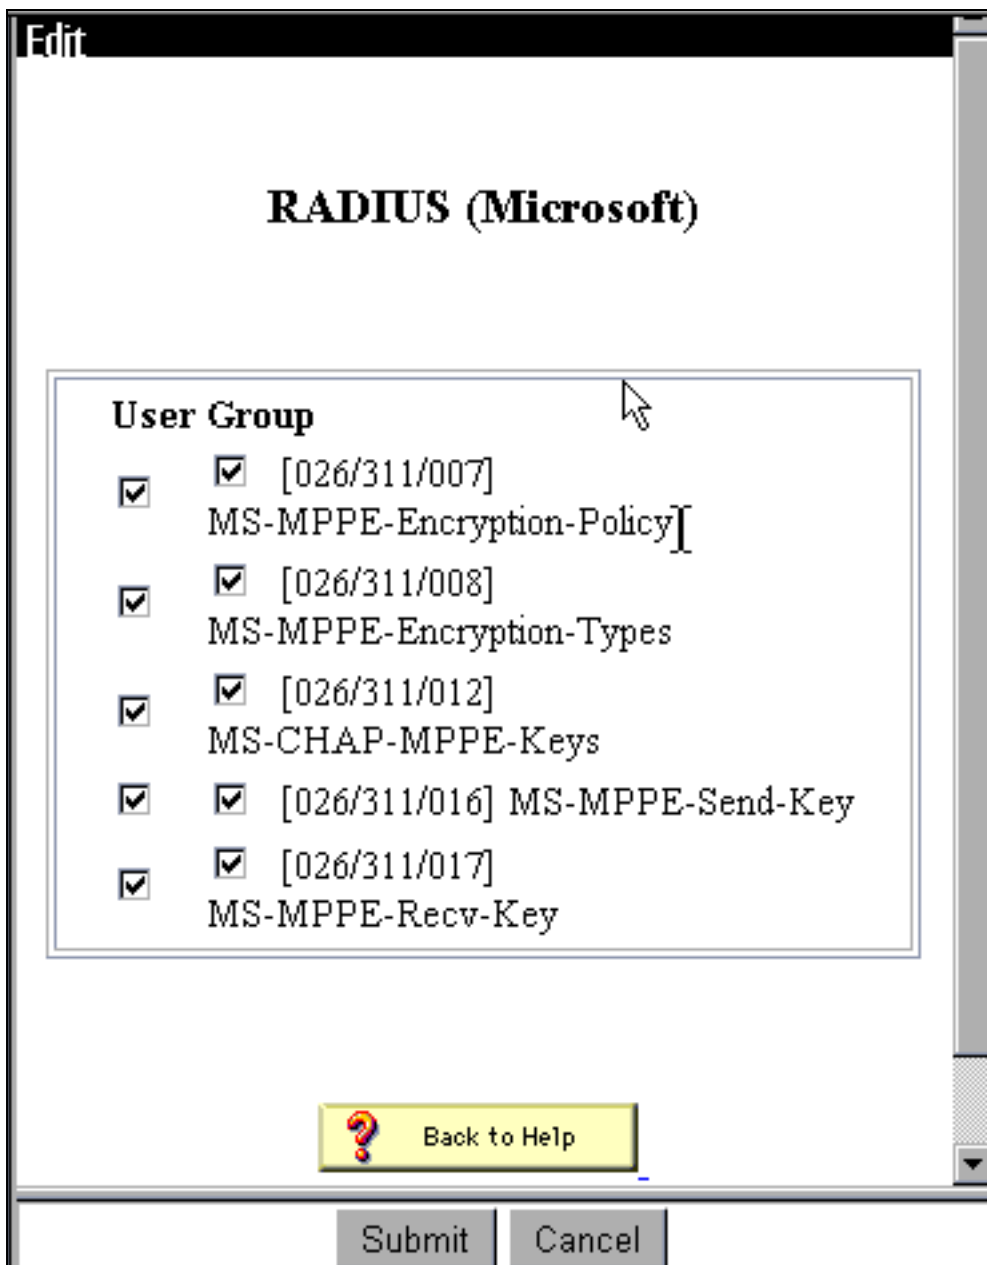 Edit
RADIUS (Microsoft)
User Group
[026/311/007]
MS-MPPE-Encryption-Policy
[026/311/008]
MS-MPPE-Encryption-Types
[026/311/012]
MS-CHAP-MPPE-Keys
[026/311/016] MS-MPPE-Send-Key
[026/311/017]
MS-MPPE-Recv-Key
Back to Help
Submit Cancel